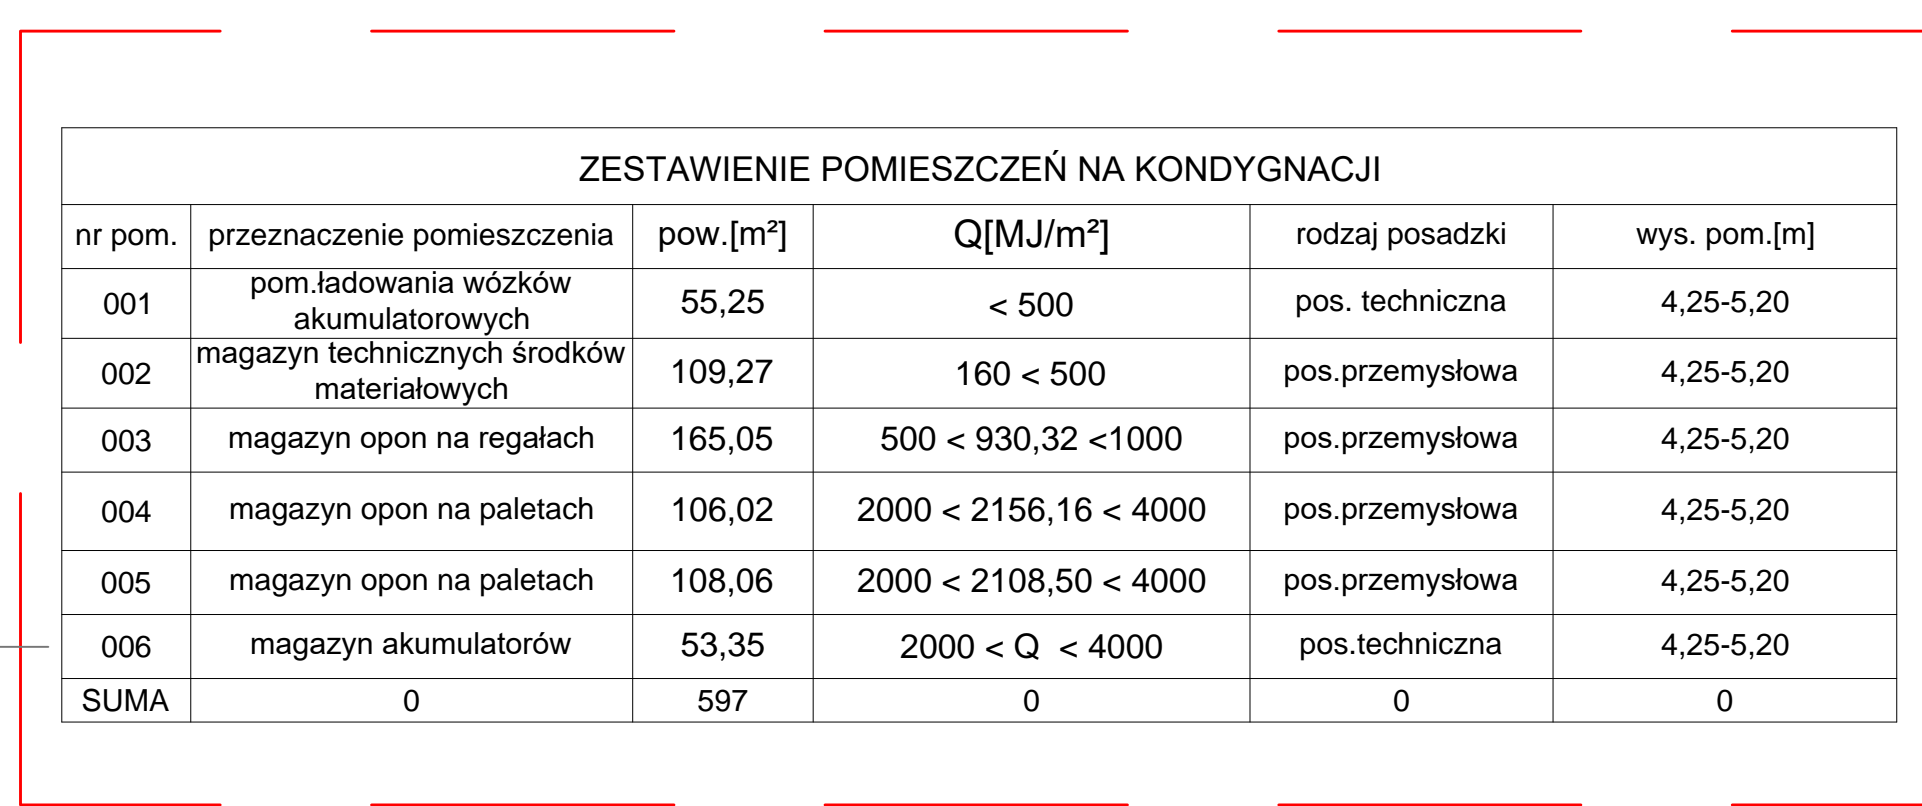 ZESTAWIENIE POMIESZCZEŃ NA KONDYGNACJI
nr pom. przeznaczenie pomieszczenia pow.[m²] Q[MJ/m²] rodzaj posadzki wys. pom.[m]
001 pom.ładowania wózków akumulatorowych 55,25 < 500 pos. techniczna 4,25-5,20
002 magazyn technicznych środków materiałowych 109,27 160 < 500 pos.przemysłowa 4,25-5,20
003 magazyn opon na regałach 165,05 500 < 930,32 <1000 pos.przemysłowa 4,25-5,20
004 magazyn opon na paletach 106,02 2000 < 2156,16 < 4000 pos.przemysłowa 4,25-5,20
005 magazyn opon na paletach 108,06 2000 < 2108,50 < 4000 pos.przemysłowa 4,25-5,20
006 magazyn akumulatorów 53,35 2000 < Q < 4000 pos.techniczna 4,25-5,20
SUMA 0 597 0 0 0